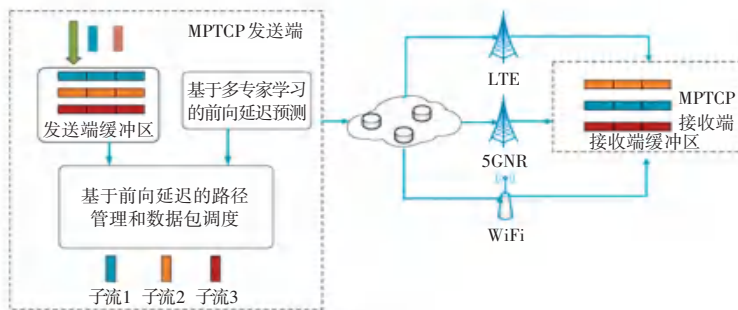 MPTCP发送端
发送端缓冲区
基于多专家学习
的前向延迟预测
基于前向延迟的路径
管理和数据包调度
子流1
子流2
子流3
LTE
5GNR
WiFi
MPTCP
接收端
接收端缓冲区